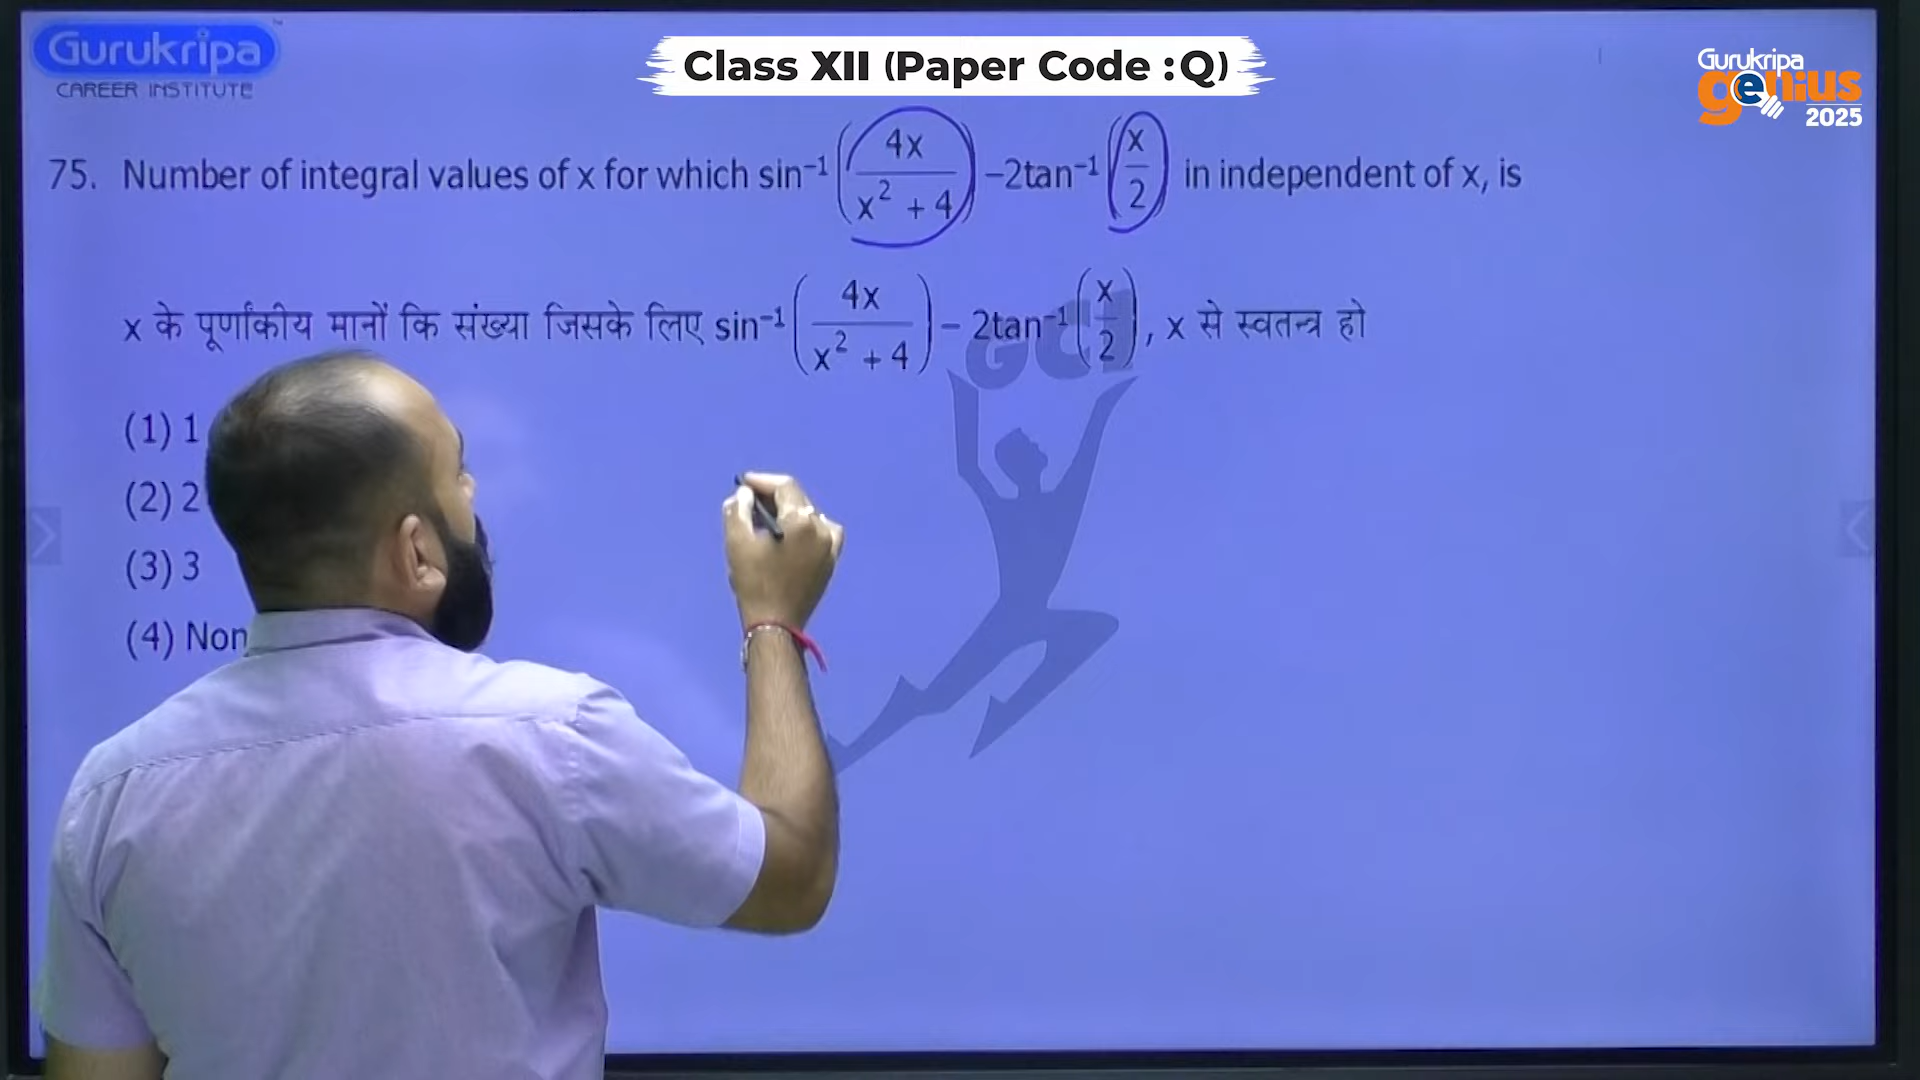 Gurukripa
CAREER INSTITUTE
™
Class XII (Paper Code :Q)
Gurukripa
genius
2025
75. Number of integral values of x for which sin⁻¹(4x/(x² + 4)) –2tan⁻¹(x/2) in independent of x, is
x के पूर्णांकीय मानों कि संख्या जिसके लिए sin⁻¹(4x/(x² + 4)) – 2tan⁻¹(x/2), x से स्वतन्त्र हो
GCI
(1) 1
(2) 2
(3) 3
(4) Non